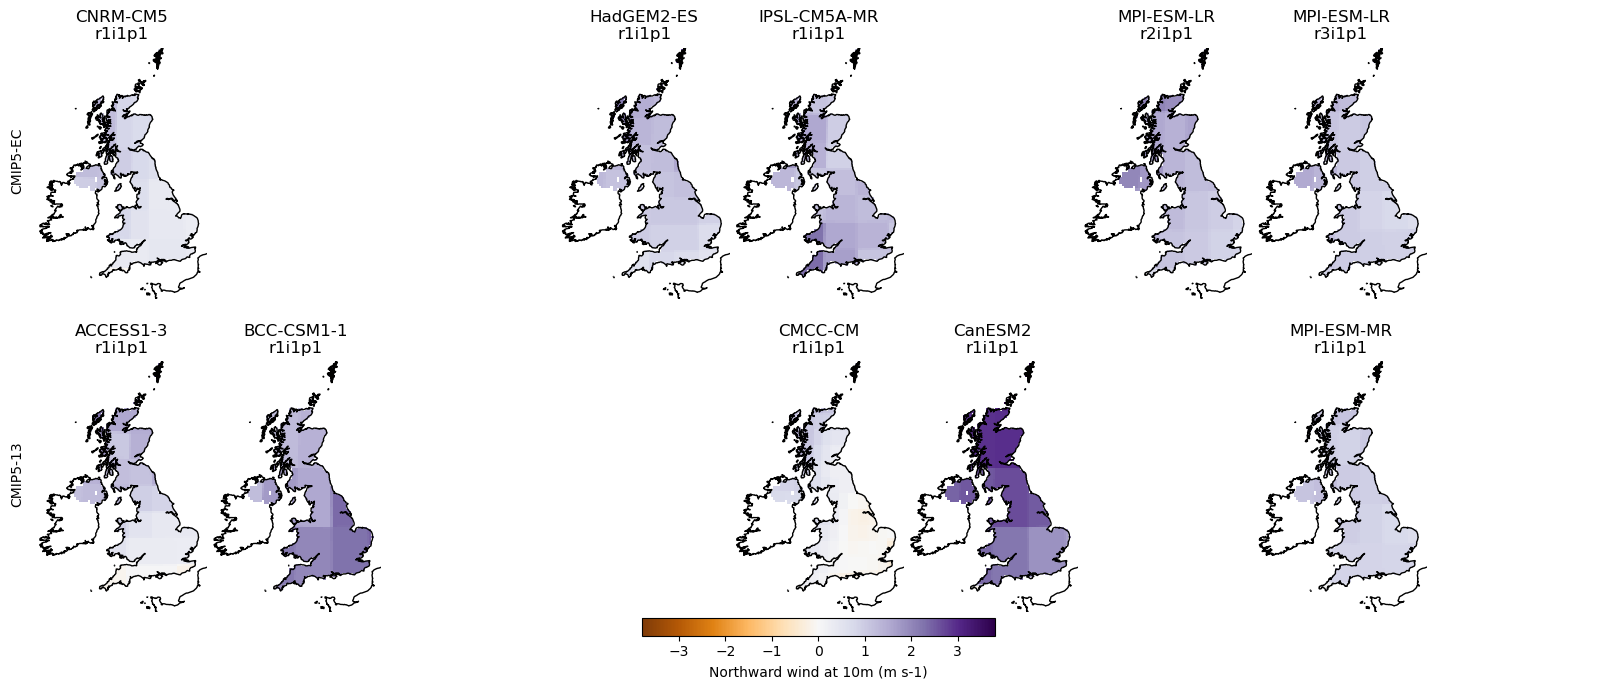 CNRM-CM5
r1i1p1
HadGEM2-ES
r1i1p1
IPSL-CM5A-MR
r1i1p1
MPI-ESM-LR
r2i1p1
MPI-ESM-LR
r3i1p1
CMIP5-EC
ACCESS1-3
r1i1p1
BCC-CSM1-1
r1i1p1
CMCC-CM
r1i1p1
CanESM2
r1i1p1
MPI-ESM-MR
r1i1p1
CMIP5-13
−3 −2 −1 0 1 2 3
Northward wind at 10m (m s-1)